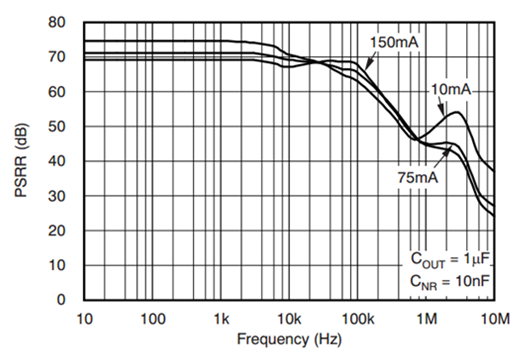 80
70
60
50
40
30
20
10
0
PSRR (dB)
150mA
10mA
75mA
COUT = 1µF
CNR = 10nF
10 100 1k 10k 100k 1M 10M
Frequency (Hz)